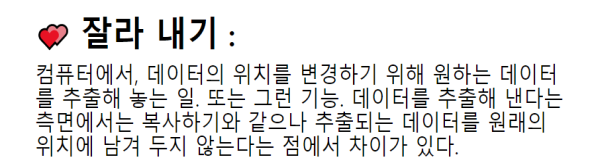 💕 잘라 내기 :
컴퓨터에서, 데이터의 위치를 변경하기 위해 원하는 데이터
를 추출해 놓는 일. 또는 그런 기능. 데이터를 추출해 낸다는
측면에서는 복사하기와 같으나 추출되는 데이터를 원래의
위치에 남겨 두지 않는다는 점에서 차이가 있다.